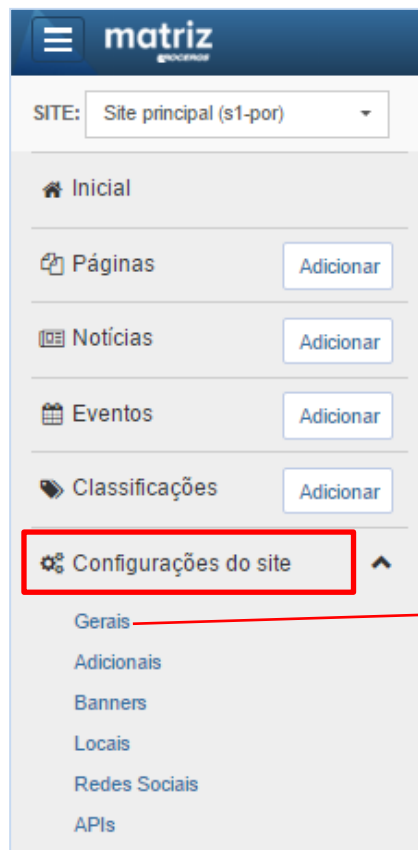 matriz
SITE: Site principal (s1-por)
Inicial
Páginas Adicionar
Notícias Adicionar
Eventos Adicionar
Classificações Adicionar
Configurações do site
Gerais
Adicionais
Banners
Locais
Redes Sociais
APIs